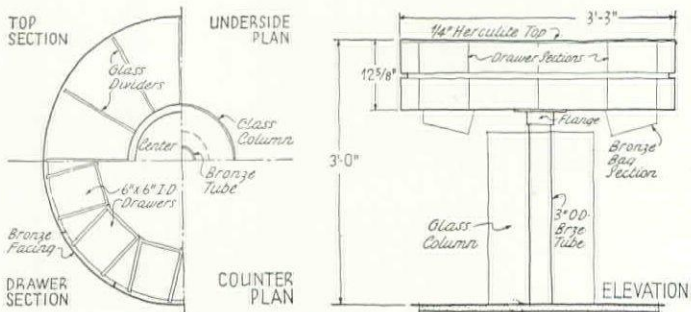 TOP
SECTION
UNDERSIDE
PLAN
Glass
Dividers
Glass
Column
Center
Bronze
Tube
6"x 6" I.D
Drawers
Bronze
Facing
DRAWER
SECTION
COUNTER
PLAN
3'-3"
1/4" Herculite Top
Drawer Sections
12 5/8"
Flange
Bronze
Bag
Section
3'-0"
Glass
Column
3" O.D.
Brze
Tube
ELEVATION